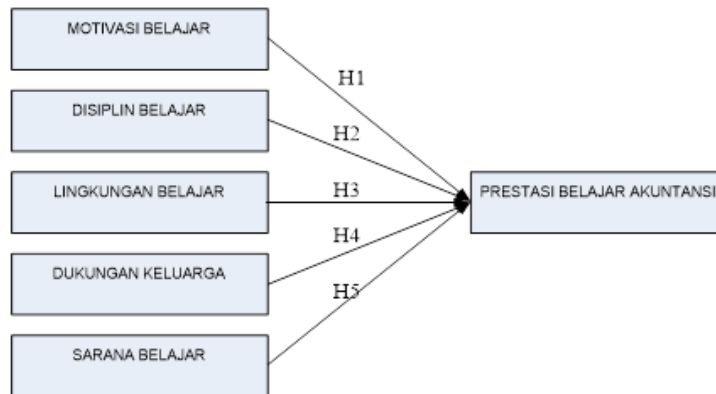 MOTIVASI BELAJAR
H1
DISIPLIN BELAJAR
H2
LINGKUNGAN BELAJAR
H3
PRESTASI BELAJAR AKUNTANSI
H4
DUKUNGAN KELUARGA
H5
SARANA BELAJAR